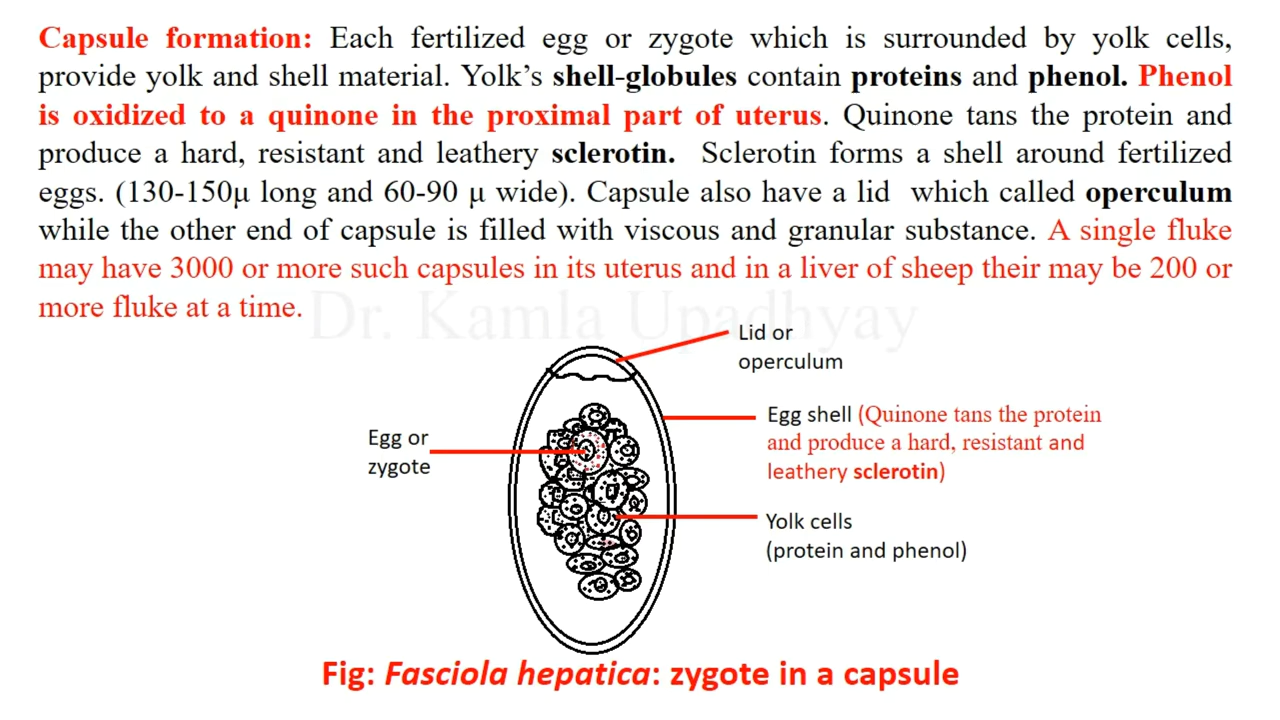 Capsule formation: Each fertilized egg or zygote which is surrounded by yolk cells,
provide yolk and shell material. Yolk's shell-globules contain proteins and phenol. Phenol
is oxidized to a quinone in the proximal part of uterus. Quinone tans the protein and
produce a hard, resistant and leathery sclerotin. Sclerotin forms a shell around fertilized
eggs. (130-150μ long and 60-90 μ wide). Capsule also have a lid which called operculum
while the other end of capsule is filled with viscous and granular substance. A single fluke
may have 3000 or more such capsules in its uterus and in a liver of sheep their may be 200 or
more fluke at a time.
Dr. Kamla Upadhyay
Lid or
operculum
Egg shell (Quinone tans the protein
and produce a hard, resistant and
leathery sclerotin)
Egg or
zygote
Yolk cells
(protein and phenol)
Fig: Fasciola hepatica: zygote in a capsule